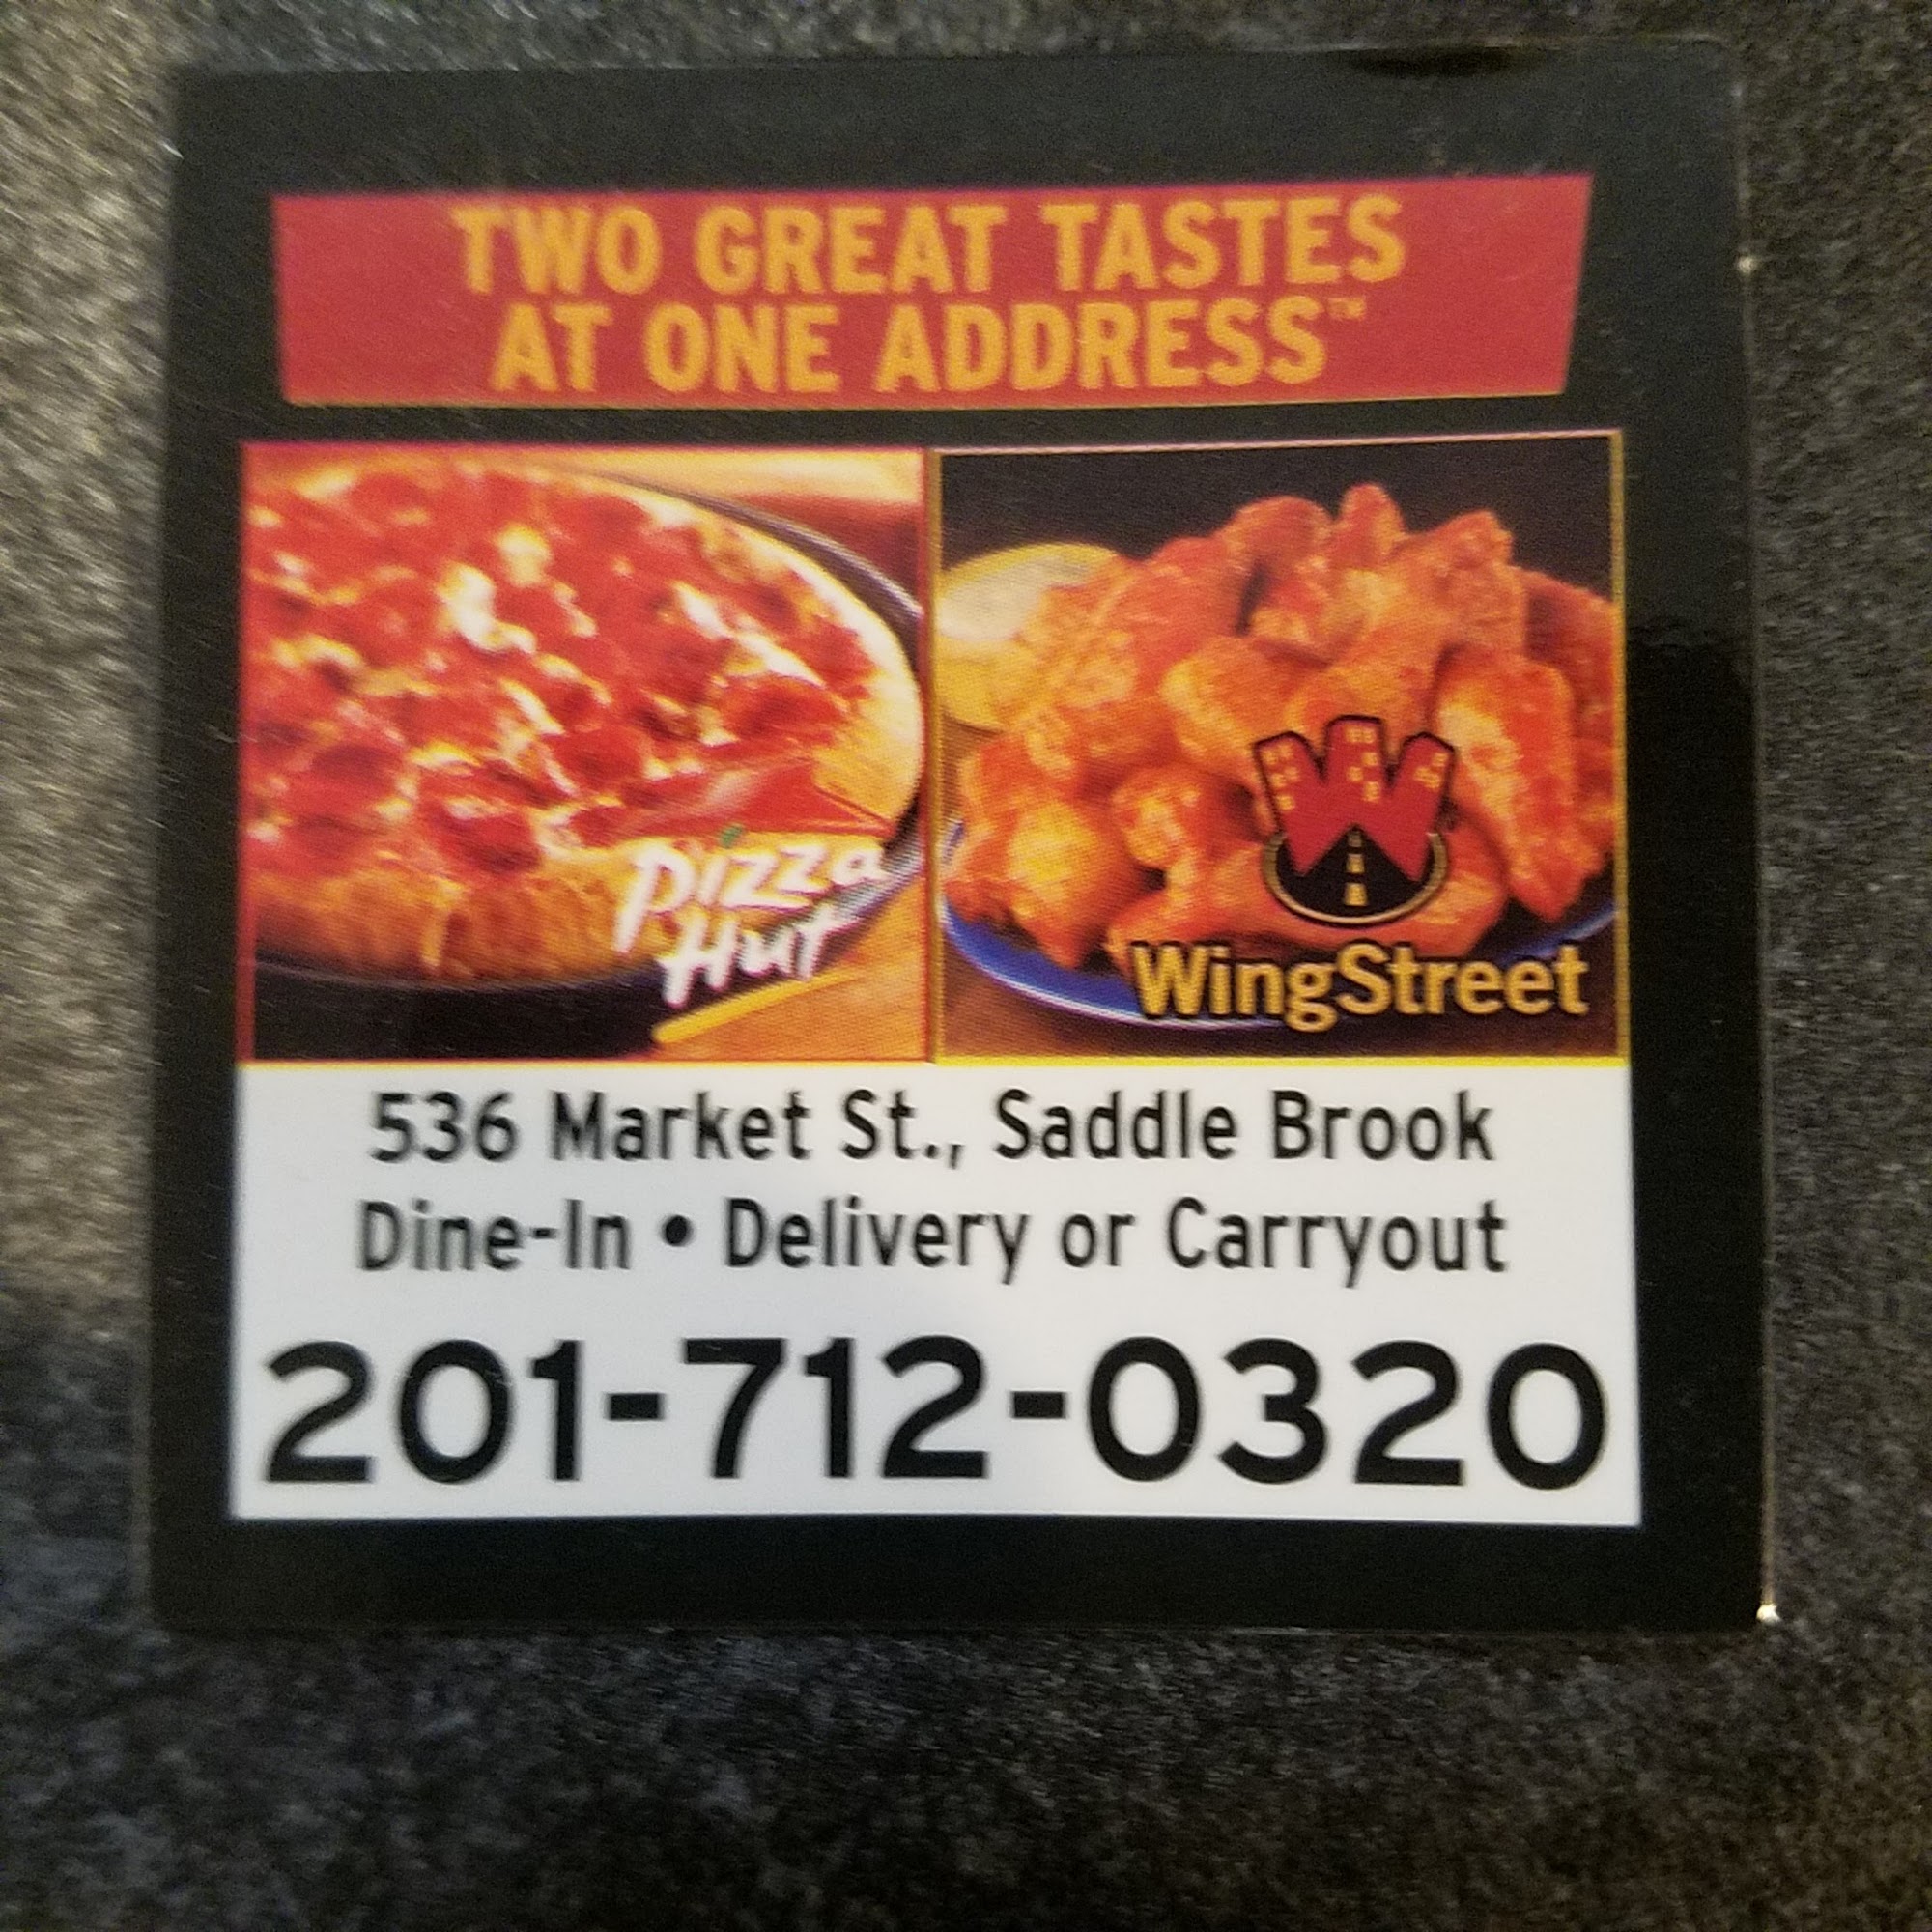 TWO GREAT TASTES
AT ONE ADDRESS™
Pizza
Hut
W
WingStreet
536 Market St., Saddle Brook
Dine-In • Delivery or Carryout
201-712-0320